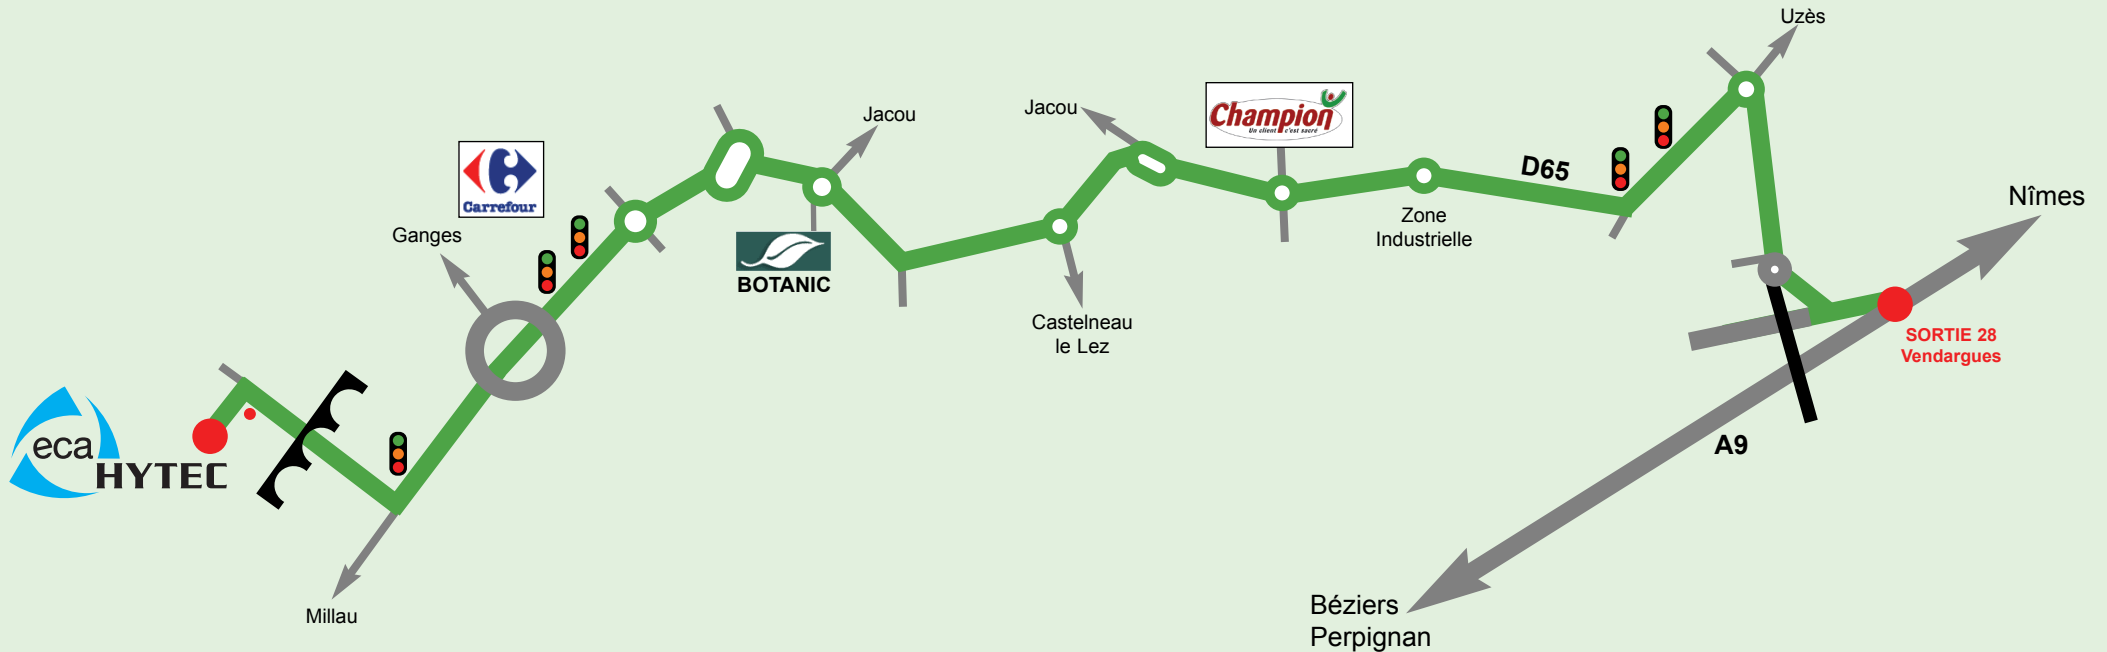 Uzès
Jacou
Jacou
Champion
Un client c'est sacré
D65
Carrefour
Nîmes
Zone
Industrielle
Ganges
BOTANIC
Castelneau
le Lez
SORTIE 28
Vendargues
eca
HYTEC
A9
Millau
Béziers
Perpignan